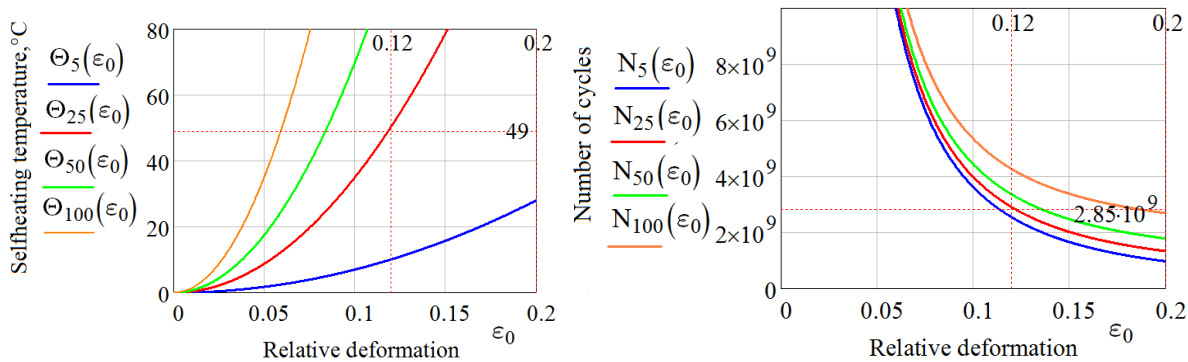 Selfheating temperature,°C
Θ5(ε0)
Θ25(ε0)
Θ50(ε0)
Θ100(ε0)
80
60
40
20
0
0.12
0.2
49
0
0.05
0.1
0.15
0.2
ε0
Relative deformation
Number of cycles
N5(ε0)
N25(ε0)
N50(ε0)
N100(ε0)
8×10^9
6×10^9
4×10^9
2×10^9
0
0.12
0.2
2.85·10^9
0
0.05
0.1
0.15
0.2
ε0
Relative deformation